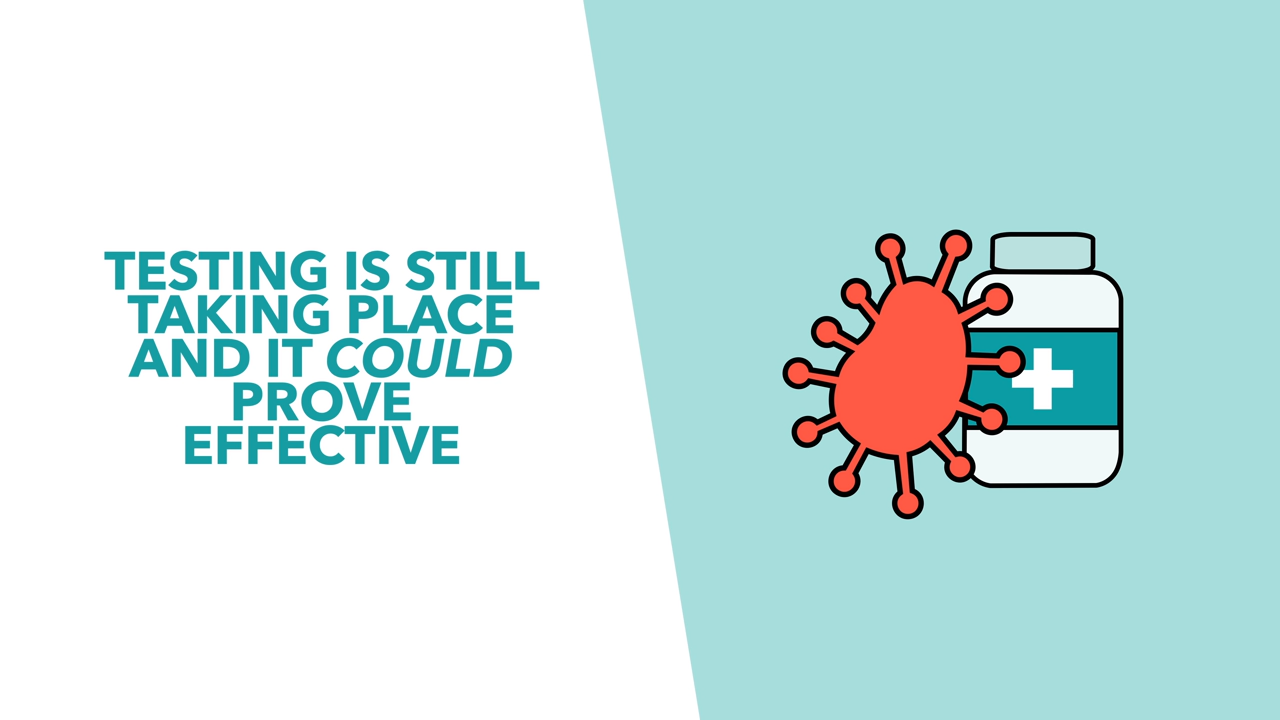 TESTING IS STILL
TAKING PLACE
AND IT COULD
PROVE
EFFECTIVE